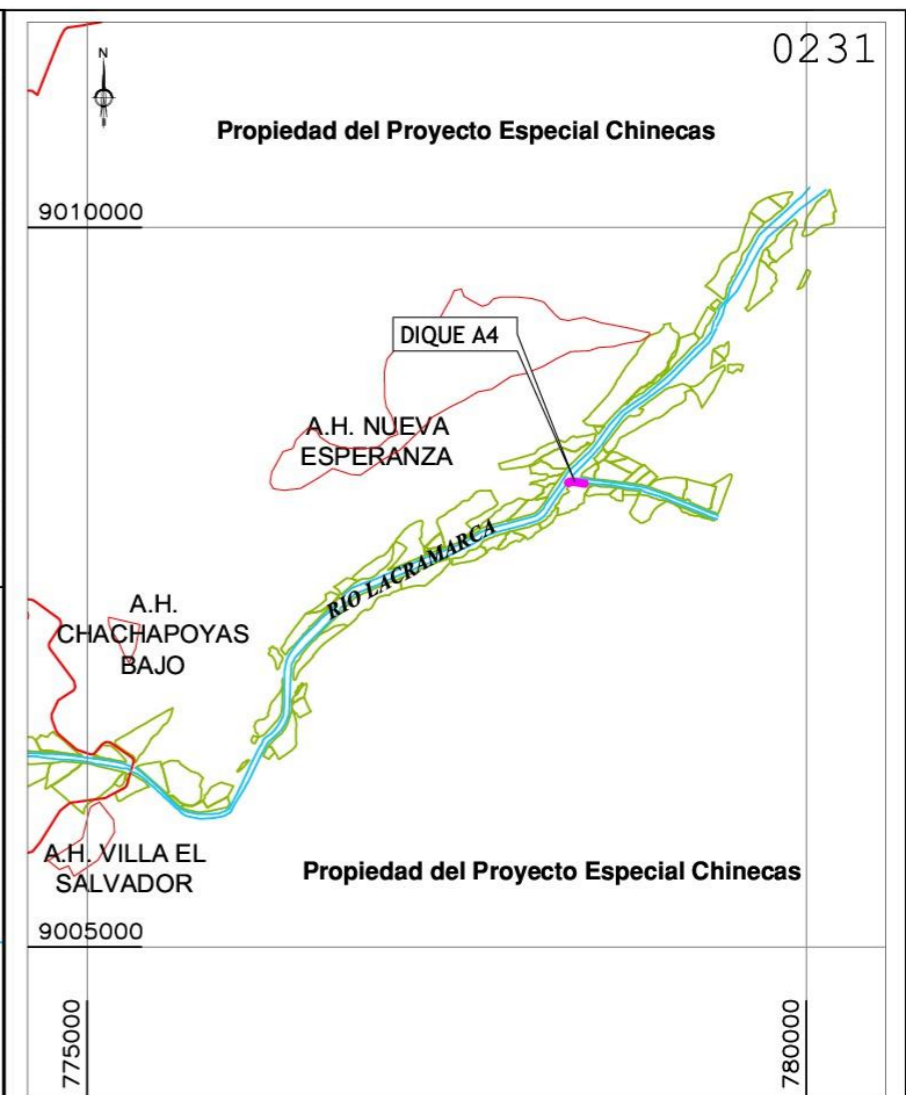 0231
N
Propiedad del Proyecto Especial Chinecas
9010000
DIQUE A4
A.H. NUEVA
ESPERANZA
RIO LACRAMARCA
A.H.
CHACHAPOYAS
BAJO
A.H. VILLA EL
SALVADOR
Propiedad del Proyecto Especial Chinecas
9005000
775000
780000